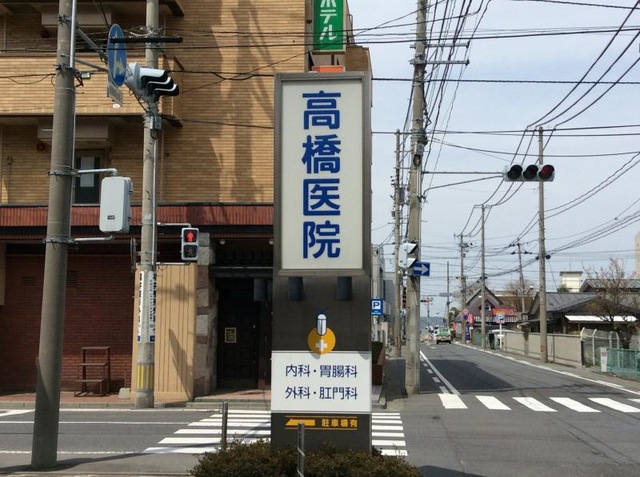 ホテル
高橋医院
内科・胃腸科
外科・肛門科
駐車場有
P